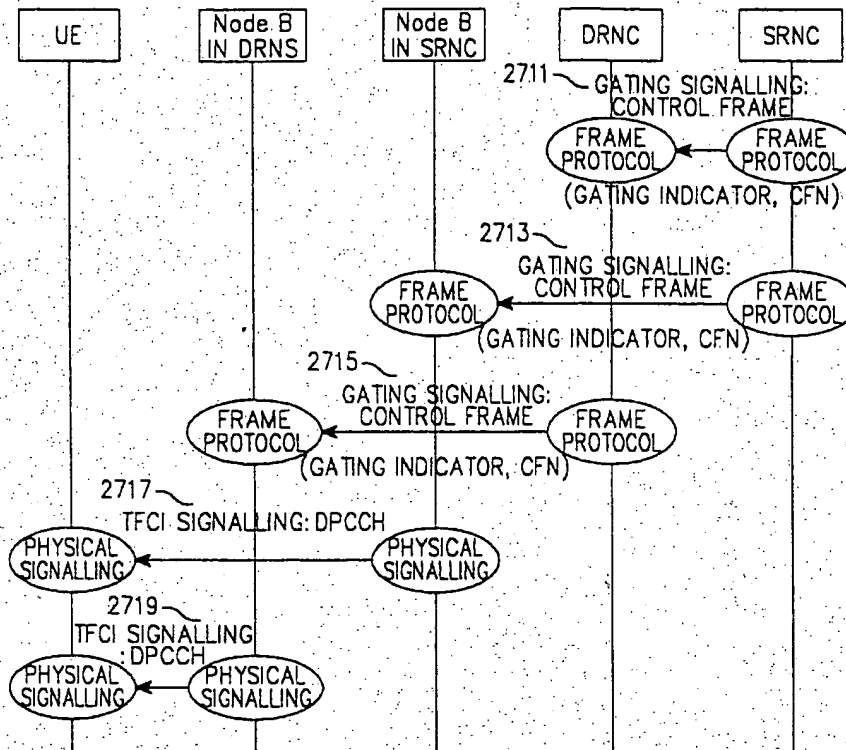 UE
Node B
IN DRNS
Node B
IN SRNC
DRNC
SRNC
2711
GATING SIGNALLING:
CONTROL FRAME
FRAME
PROTOCOL
FRAME
PROTOCOL
(GATING INDICATOR, CFN)
2713
GATING SIGNALLING:
CONTROL FRAME
FRAME
PROTOCOL
FRAME
PROTOCOL
(GATING INDICATOR, CFN)
2715
GATING SIGNALLING:
CONTROL FRAME
FRAME
PROTOCOL
FRAME
PROTOCOL
(GATING INDICATOR, CFN)
2717
TFCI SIGNALLING: DPCCH
PHYSICAL
SIGNALLING
PHYSICAL
SIGNALLING
2719
TFCI SIGNALLING
: DPCCH
PHYSICAL
SIGNALLING
PHYSICAL
SIGNALLING